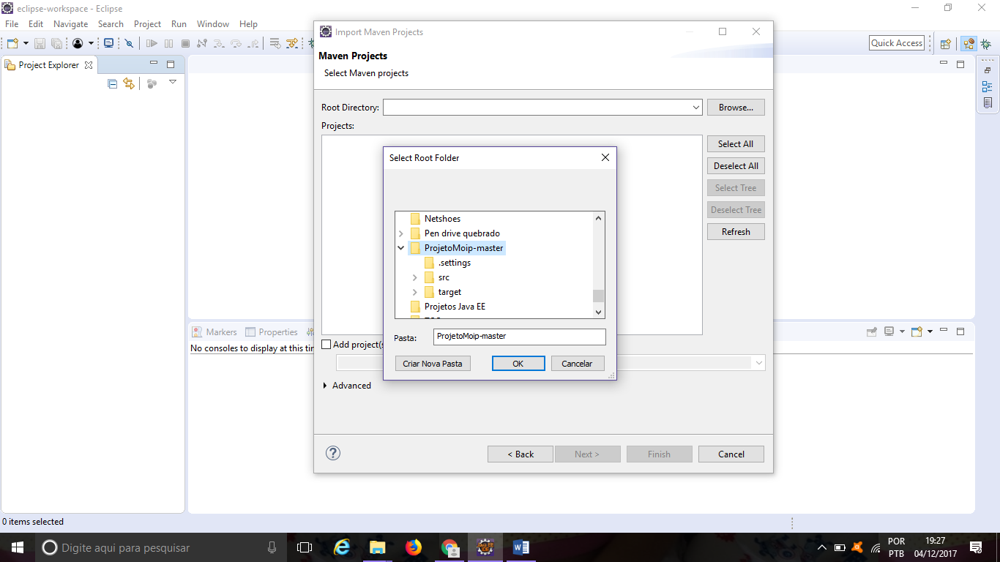 eclipse-workspace - Eclipse
File Edit Navigate Search Project Run Window Help
Quick Access
Project Explorer
Import Maven Projects
Maven Projects
Select Maven projects
Root Directory:
Browse...
Projects:
Select All
Deselect All
Select Tree
Deselect Tree
Refresh
Select Root Folder
Netshoes
Pen drive quebrado
ProjetoMoip-master
.settings
src
target
Projetos Java EE
Pasta: ProjetoMoip-master
Criar Nova Pasta OK Cancelar
Markers Properties
No consoles to display at this tim
Add project(s
Advanced
< Back Next > Finish Cancel
0 items selected
Digite aqui para pesquisar
JAVA EE
IDE
POR
PTB
19:27
04/12/2017